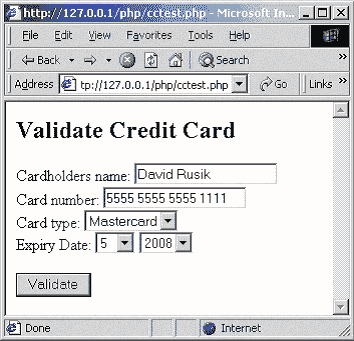 http://127.0.0.1/php/cctest.php - Microsoft Int...
File Edit View Favorites Tools Help
Back Search
Address tp://127.0.0.1/php/cctest.php Go Links
Validate Credit Card
Cardholders name: David Rusik
Card number: 5555 5555 5555 1111
Card type: Mastercard
Expiry Date: 5 2008
Validate
Done Internet